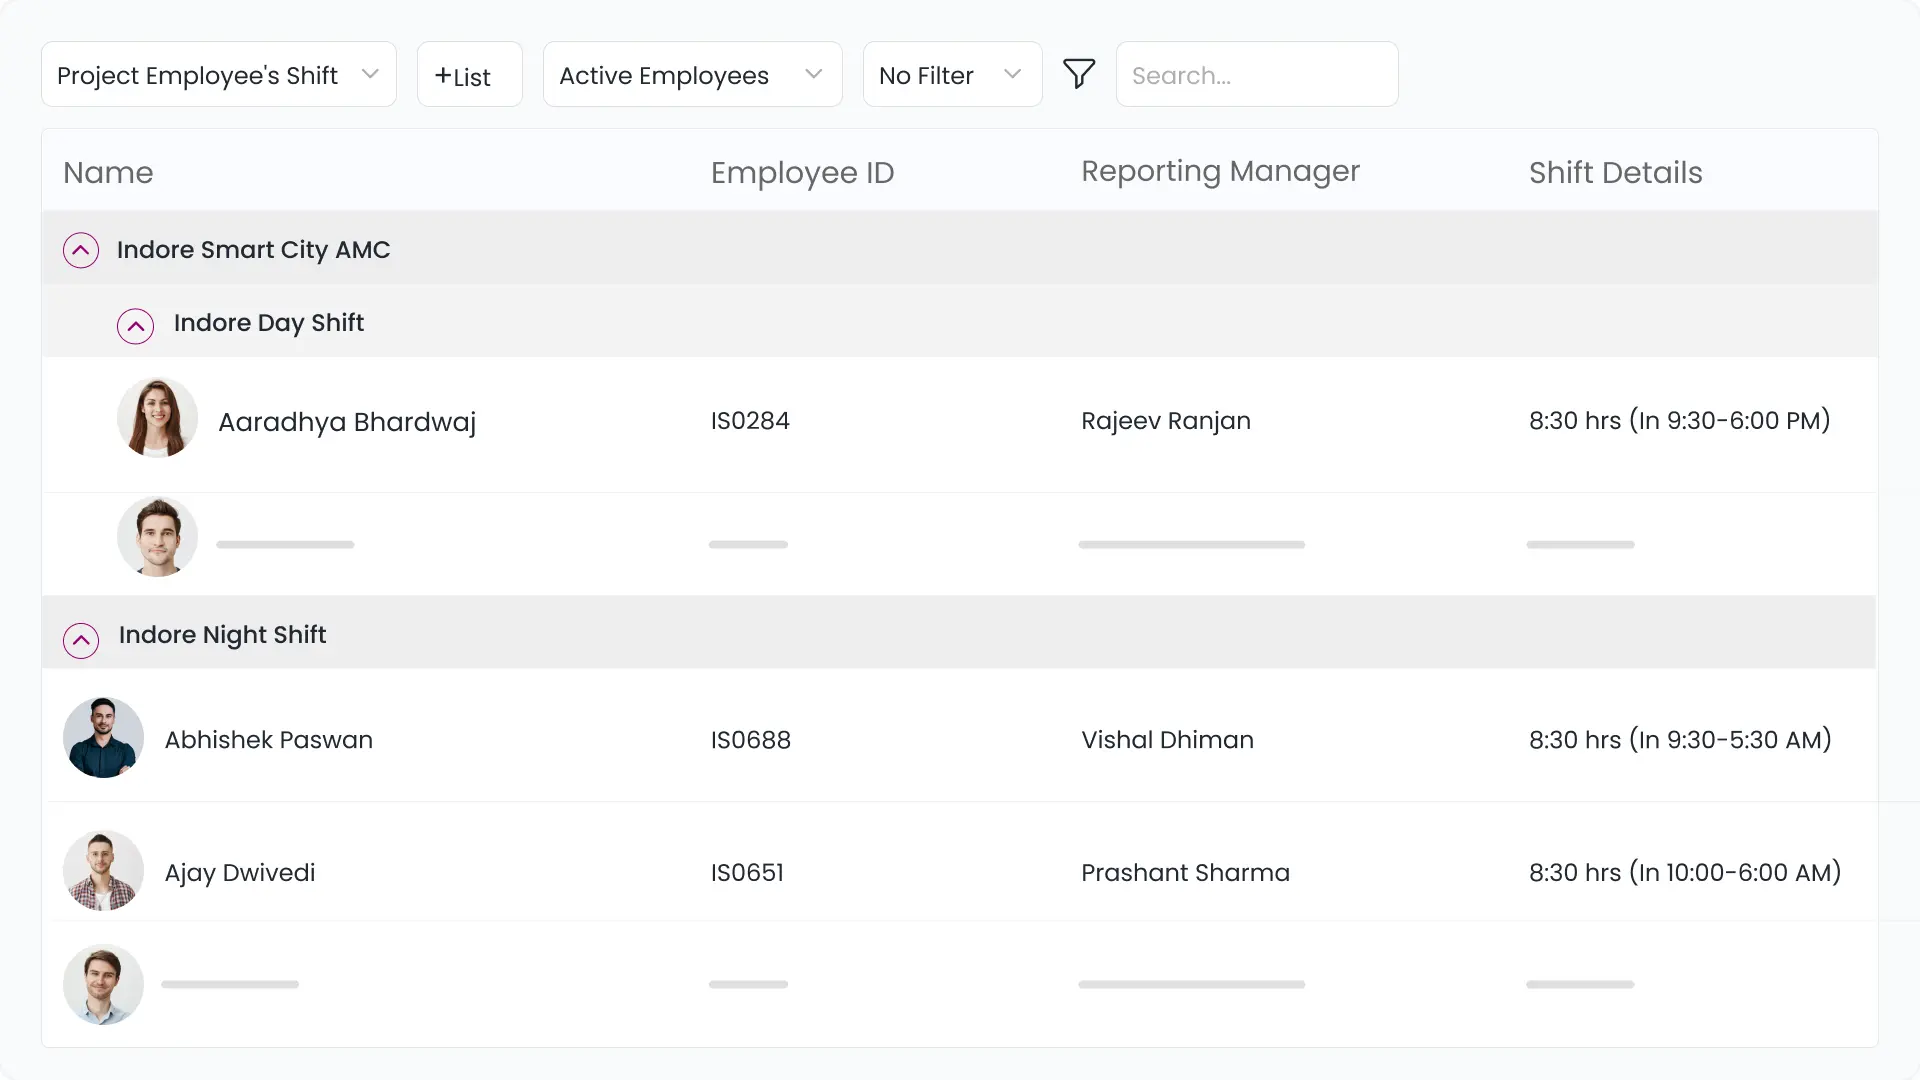 Project Employee's Shift
+List
Active Employees
No Filter
Search...
Name Employee ID Reporting Manager Shift Details
Indore Smart City AMC
Indore Day Shift
Aaradhya Bhardwaj IS0284 Rajeev Ranjan 8:30 hrs (In 9:30-6:00 PM)
Indore Night Shift
Abhishek Paswan IS0688 Vishal Dhiman 8:30 hrs (In 9:30-5:30 AM)
Ajay Dwivedi IS0651 Prashant Sharma 8:30 hrs (In 10:00-6:00 AM)